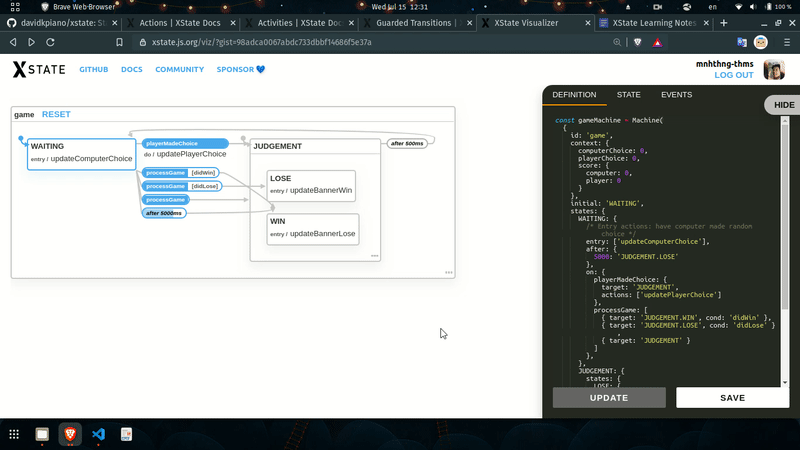 Brave Web Browser
Wed Jul 15 12:31
en
100 %
davidkpiano/xstate: St
Actions | XState Docs
Activities | XState Doc
Guarded Transitions |
XState Visualizer
XState Learning Notes
xstate.js.org/viz/?gist=98adca0067abdc733dbbf14686f5e37a
XSTATE
GITHUB
DOCS
COMMUNITY
SPONSOR
mnhthng-thms
LOG OUT
game RESET
WAITING
entry / updateComputerChoice
playerMadeChoice
do / updatePlayerChoice
processGame [didWin]
processGame [didLose]
processGame
after 5000ms
JUDGEMENT
after 500ms
LOSE
entry / updateBannerWin
WIN
entry / updateBannerLose
DEFINITION
STATE
EVENTS
HIDE
const gameMachine = Machine(
{
id: 'game',
context: {
computerChoice: 0,
playerChoice: 0,
score: {
computer: 0,
player: 0
}
},
initial: 'WAITING',
states: {
WAITING: {
/* Entry actions: have computer made random
choice */
entry: ['updateComputerChoice'],
after: {
5000: 'JUDGEMENT.LOSE'
},
on: {
playerMadeChoice: {
target: 'JUDGEMENT',
actions: ['updatePlayerChoice']
},
processGame: [
{ target: 'JUDGEMENT.WIN', cond: 'didWin' },
{ target: 'JUDGEMENT.LOSE', cond: 'didLose' }
,
{ target: 'JUDGEMENT' }
]
},
},
JUDGEMENT: {
states: {
LOSE: {
UPDATE
SAVE